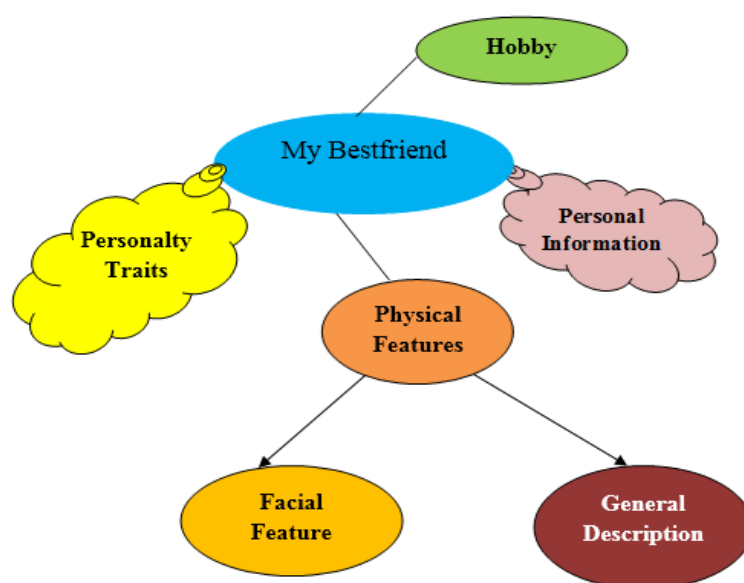 Hobby
My Bestfriend
Personalty
Traits
Personal
Information
Physical
Features
Facial
Feature
General
Description